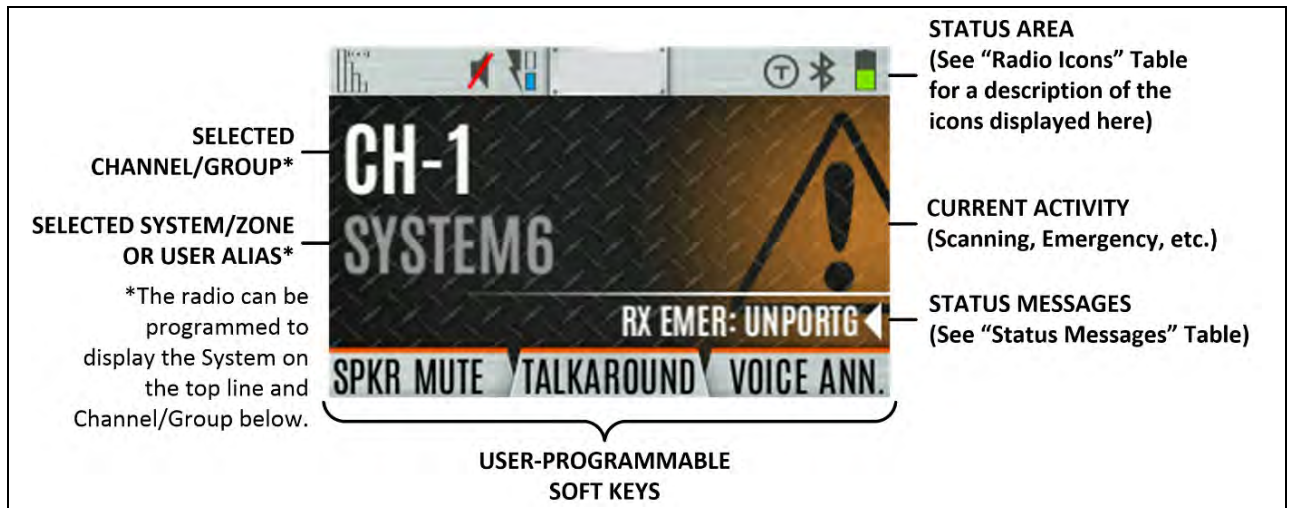 STATUS AREA
(See “Radio Icons” Table
for a description of the
icons displayed here)
T
SELECTED
CHANNEL/GROUP*
CH-1
SELECTED SYSTEM/ZONE
OR USER ALIAS*
SYSTEM6
CURRENT ACTIVITY
(Scanning, Emergency, etc.)
*The radio can be
programmed to
display the System on
the top line and
Channel/Group below.
RX EMER: UNPORTG
STATUS MESSAGES
(See “Status Messages” Table)
SPKR MUTE TALKAROUND VOICE ANN.
USER-PROGRAMMABLE
SOFT KEYS